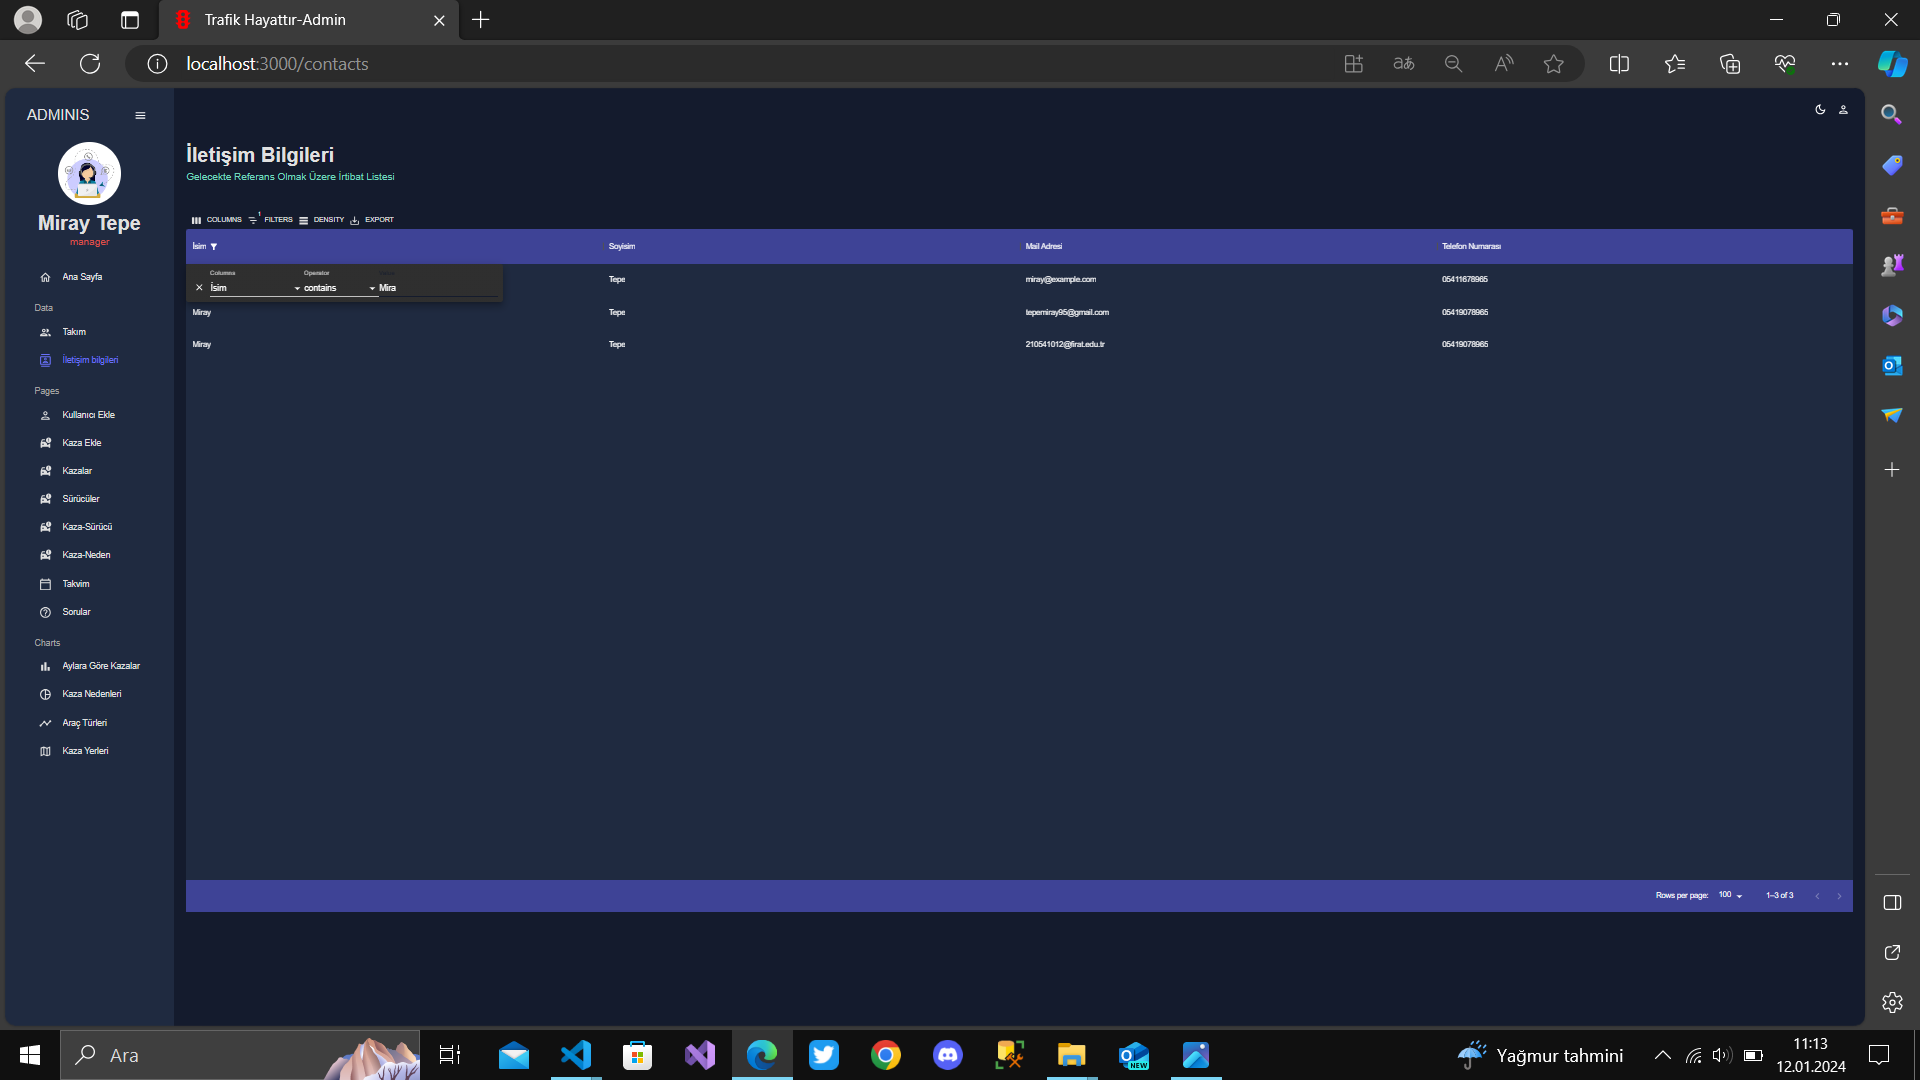 Trafik Hayattır-Admin
localhost:3000/contacts
aあ
ADMINIS
Miray Tepe
manager
Ana Sayfa
Data
Takım
İletişim bilgileri
Pages
Kullanıcı Ekle
Kaza Ekle
Kazalar
Sürücüler
Kaza-Sürücü
Kaza-Neden
Takvim
Sorular
Charts
Aylara Göre Kazalar
Kaza Nedenleri
Araç Türleri
Kaza Yerleri
İletişim Bilgileri
Gelecekte Referans Olmak Üzere İrtibat Listesi
COLUMNS 1 FILTERS DENSITY EXPORT
İsim Soyisim Mail Adresi Telefon Numarası
Columns Operator
İsim contains Mira
Tepe miray@example.com 05411678965
Miray Tepe tepemiray95@gmail.com 05419078965
Miray Tepe 210541012@firat.edu.tr 05419078965
Rows per page: 100 1–3 of 3
Ara
NEW
Yağmur tahmini
11:13
12.01.2024